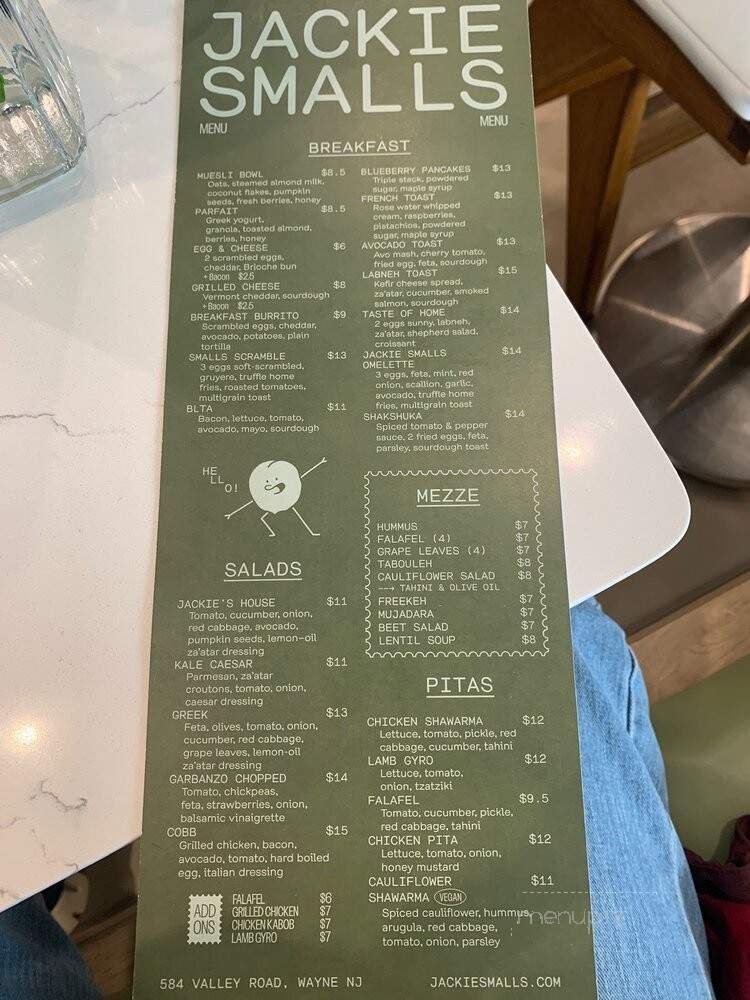 JACKIE
SMALLS
MENU
MENU
BREAKFAST
MUESLI BOWL $8.5
Oats, steamed almond milk,
coconut flakes, pumpkin
seeds, fresh berries, honey
PARFAIT $8.5
Greek yogurt,
granola, toasted almond,
berries, honey
EGG & CHEESE $6
2 scrambled eggs,
cheddar, Brioche bun
+ Bacon $2.5
GRILLED CHEESE $8
Vermont cheddar, sourdough
+ Bacon $2.5
BREAKFAST BURRITO $9
Scrambled eggs, cheddar,
avocado, potatoes, plain
tortilla
SMALLS SCRAMBLE $13
3 eggs soft-scrambled,
gruyere, truffle home
fries, roasted tomatoes,
multigrain toast
BLTA $11
Bacon, lettuce, tomato,
avocado, mayo, sourdough
BLUEBERRY PANCAKES $13
Triple stack, powdered
sugar, maple syrup
FRENCH TOAST $13
Rose water whipped
cream, raspberries,
pistachios, powdered
sugar, maple syrup
AVOCADO TOAST $13
Avo mash, cherry tomato,
fried egg, feta, sourdough
LABNEH TOAST $15
Kefir cheese spread,
za'atar, cucumber, smoked
salmon, sourdough
TASTE OF HOME $14
2 eggs sunny, labneh,
za'atar, shepherd salad,
croissant
JACKIE SMALLS $14
OMELETTE
3 eggs, feta, mint, red
onion, scallion, garlic,
avocado, truffle home
fries, multigrain toast
SHAKSHUKA $14
Spiced tomato & pepper
sauce, 2 fried eggs, feta,
parsley, sourdough toast
HE
LL
O!
SALADS
JACKIE'S HOUSE $11
Tomato, cucumber, onion,
red cabbage, avocado,
pumpkin seeds, lemon-oil
za'atar dressing
KALE CAESAR $11
Parmesan, za'atar
croutons, tomato, onion,
caesar dressing
GREEK $13
Feta, olives, tomato, onion,
cucumber, red cabbage,
grape leaves, lemon-oil
za'atar dressing
GARBANZO CHOPPED $14
Tomato, chickpeas,
feta, strawberries, onion,
balsamic vinaigrette
COBB $15
Grilled chicken, bacon,
avocado, tomato, hard boiled
egg, italian dressing
ADD
ONS
FALAFEL $6
GRILLED CHICKEN $7
CHICKEN KABOB $7
LAMB GYRO $7
MEZZE
HUMMUS $7
FALAFEL (4) $7
GRAPE LEAVES (4) $7
TABOULEH $8
CAULIFLOWER SALAD $8
--→ TAHINI & OLIVE OIL
FREEKEH $7
MUJADARA $7
BEET SALAD $7
LENTIL SOUP $8
PITAS
CHICKEN SHAWARMA $12
Lettuce, tomato, pickle, red
cabbage, cucumber, tahini
LAMB GYRO $12
Lettuce, tomato,
onion, tzatziki
FALAFEL $9.5
Tomato, cucumber, pickle,
red cabbage, tahini
CHICKEN PITA $12
Lettuce, tomato, onion,
honey mustard
CAULIFLOWER $11
SHAWARMA VEGAN
Spiced cauliflower, hummus,
arugula, red cabbage,
tomato, onion, parsley
584 VALLEY ROAD, WAYNE NJ
JACKIESMALLS.COM